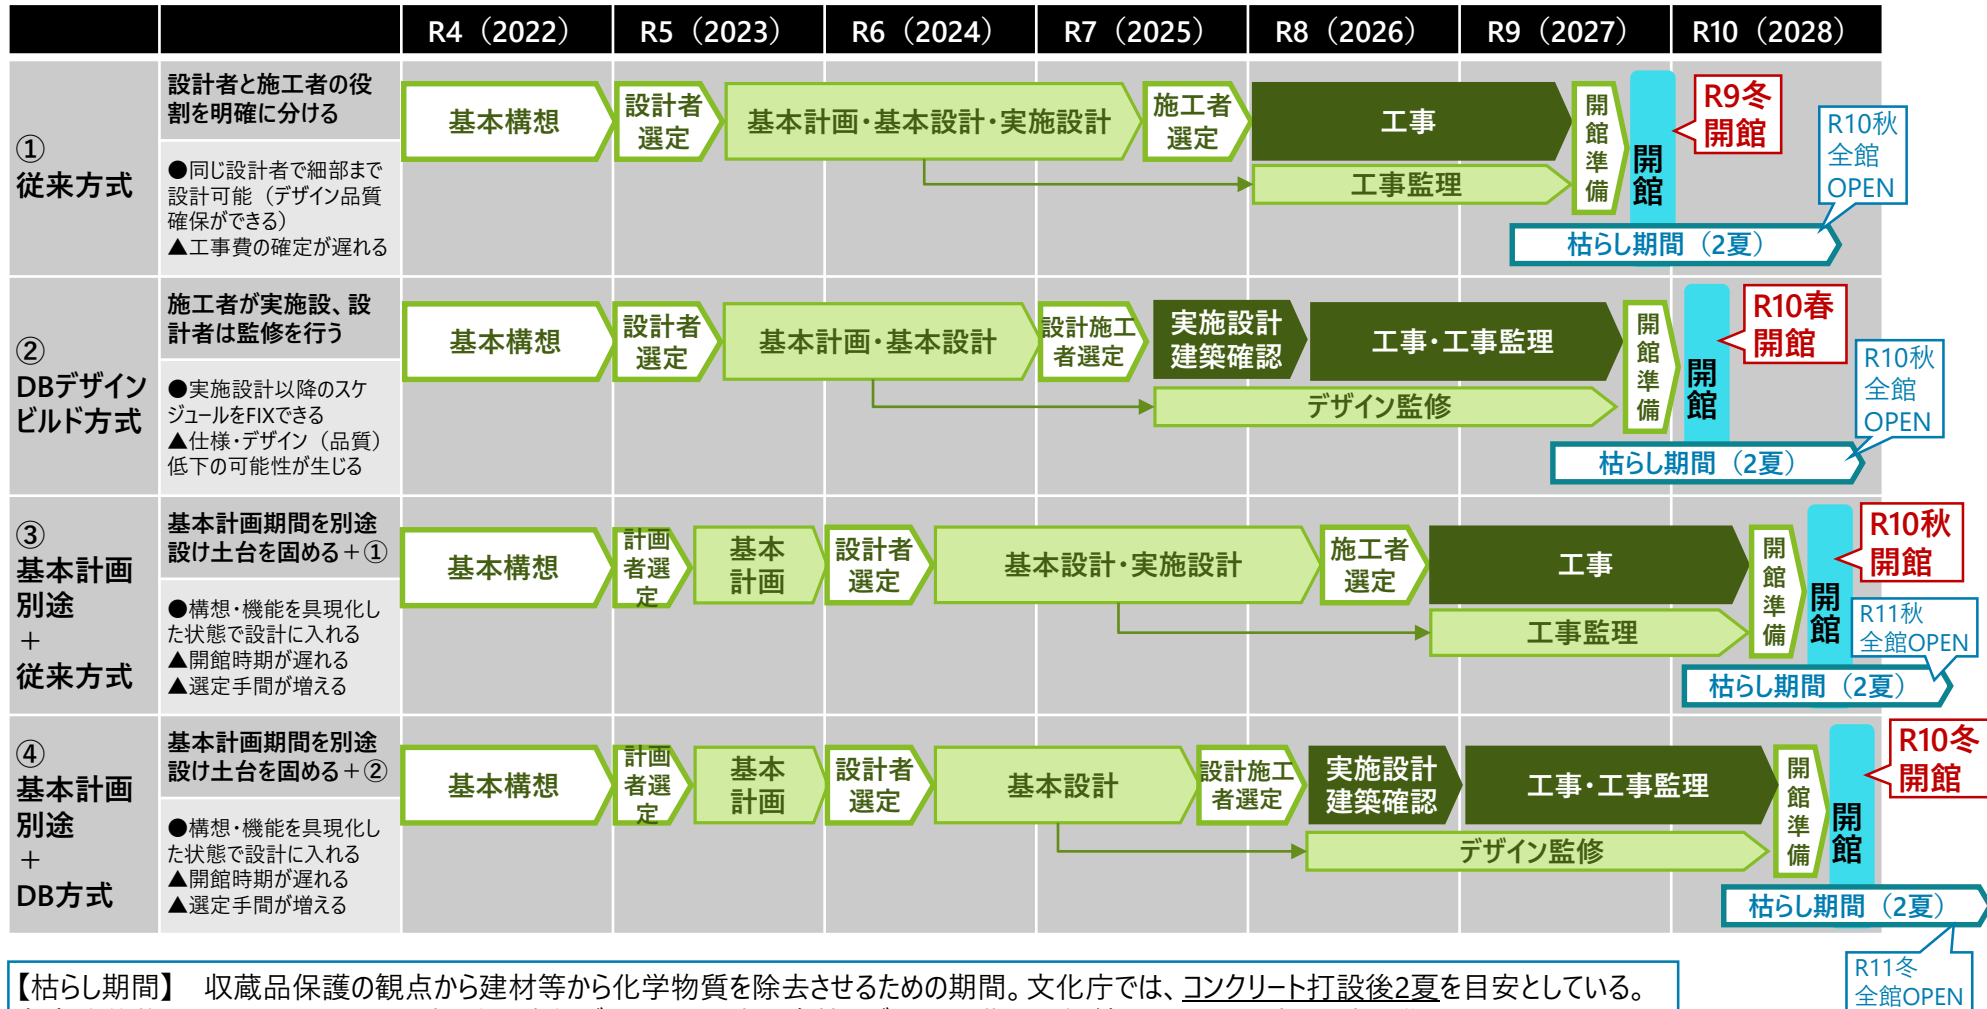 R4（2022）
R5（2023）
R6（2024）
R7（2025）
R8（2026）
R9（2027）
R10（2028）
①
従来方式
設計者と施工者の役
割を明確に分ける
●同じ設計者で細部まで
設計可能（デザイン品質
確保ができる）
▲工事費の確定が遅れる
基本構想
設計者
選定
基本計画・基本設計・実施設計
施工者
選定
工事
工事監理
開館準備
開館
R9冬
開館
R10秋
全館
OPEN
枯らし期間（2夏）
②
DBデザイン
ビルド方式
施工者が実施設、設
計者は監修を行う
●実施設計以降のスケ
ジュールをFIXできる
▲仕様・デザイン（品質）
低下の可能性が生じる
基本構想
設計者
選定
基本計画・基本設計
設計施工
者選定
実施設計
建築確認
工事・工事監理
デザイン監修
開館準備
開館
R10春
開館
R10秋
全館
OPEN
枯らし期間（2夏）
③
基本計画
別途
＋
従来方式
基本計画期間を別途
設け土台を固める＋①
●構想・機能を具現化し
た状態で設計に入れる
▲開館時期が遅れる
▲選定手間が増える
基本構想
計画
者選
定
基本
計画
設計者
選定
基本設計・実施設計
施工者
選定
工事
工事監理
開館準備
開館
R10秋
開館
R11秋
全館OPEN
枯らし期間（2夏）
④
基本計画
別途
＋
DB方式
基本計画期間を別途
設け土台を固める＋②
●構想・機能を具現化し
た状態で設計に入れる
▲開館時期が遅れる
▲選定手間が増える
基本構想
計画
者選
定
基本
計画
設計者
選定
基本設計
設計施工
者選定
実施設計
建築確認
工事・工事監理
デザイン監修
開館準備
開館
R10冬
開館
枯らし期間（2夏）
R11冬
全館OPEN
【枯らし期間】　収蔵品保護の観点から建材等から化学物質を除去させるための期間。文化庁では、コンクリート打設後2夏を目安としている。